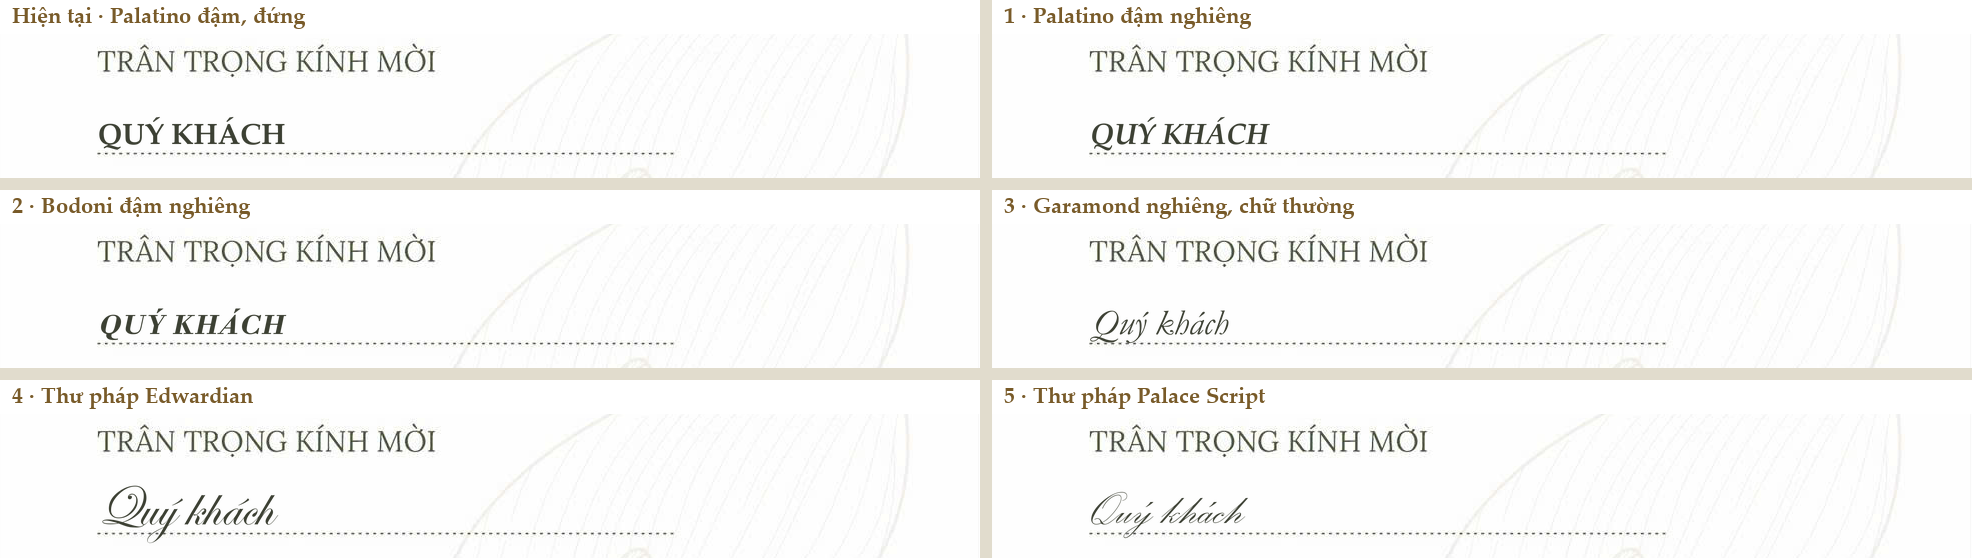 Hiện tại · Palatino đậm, đứng
TRÂN TRỌNG KÍNH MỜI
QUÝ KHÁCH
1 · Palatino đậm nghiêng
TRÂN TRỌNG KÍNH MỜI
QUÝ KHÁCH
2 · Bodoni đậm nghiêng
TRÂN TRỌNG KÍNH MỜI
QUÝ KHÁCH
3 · Garamond nghiêng, chữ thường
TRÂN TRỌNG KÍNH MỜI
Quý khách
4 · Thư pháp Edwardian
TRÂN TRỌNG KÍNH MỜI
Quý khách
5 · Thư pháp Palace Script
TRÂN TRỌNG KÍNH MỜI
Quý khách